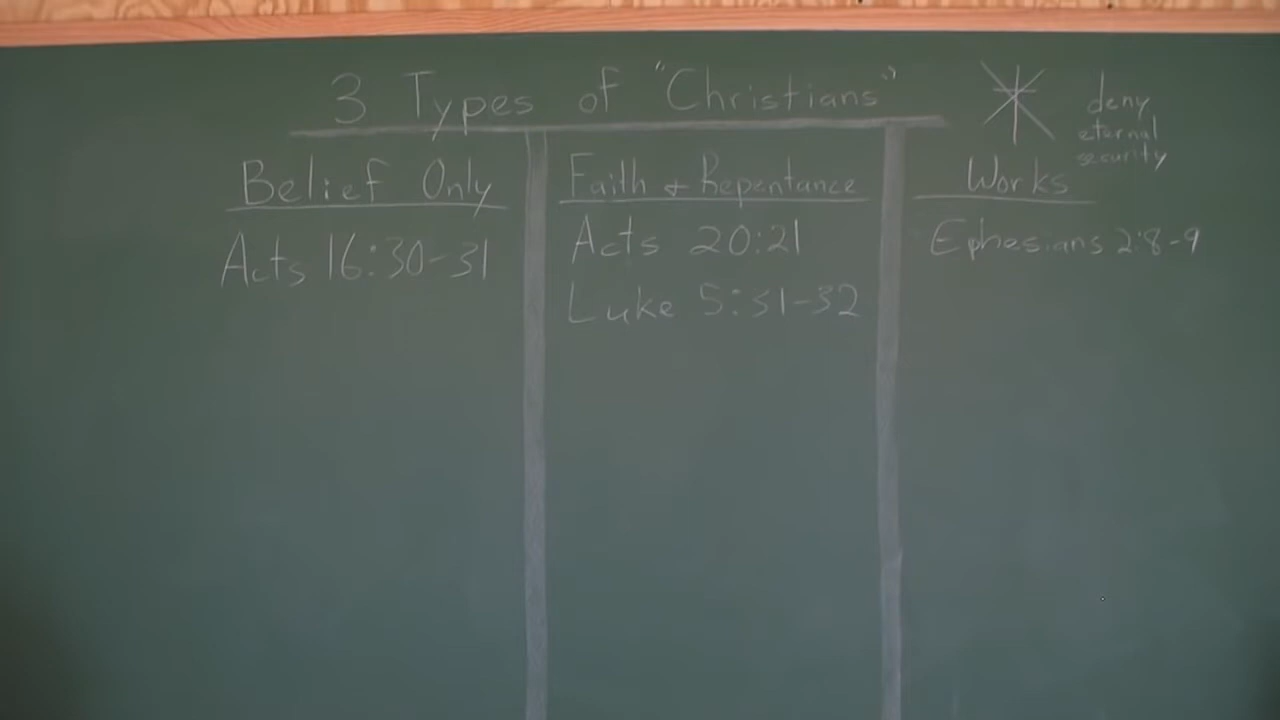 3 Types of "Christians"
deny
eternal
security
Belief Only
Acts 16:30-31
Faith & Repentance
Acts 20:21
Luke 5:31-32
Works
Ephesians 2:8-9